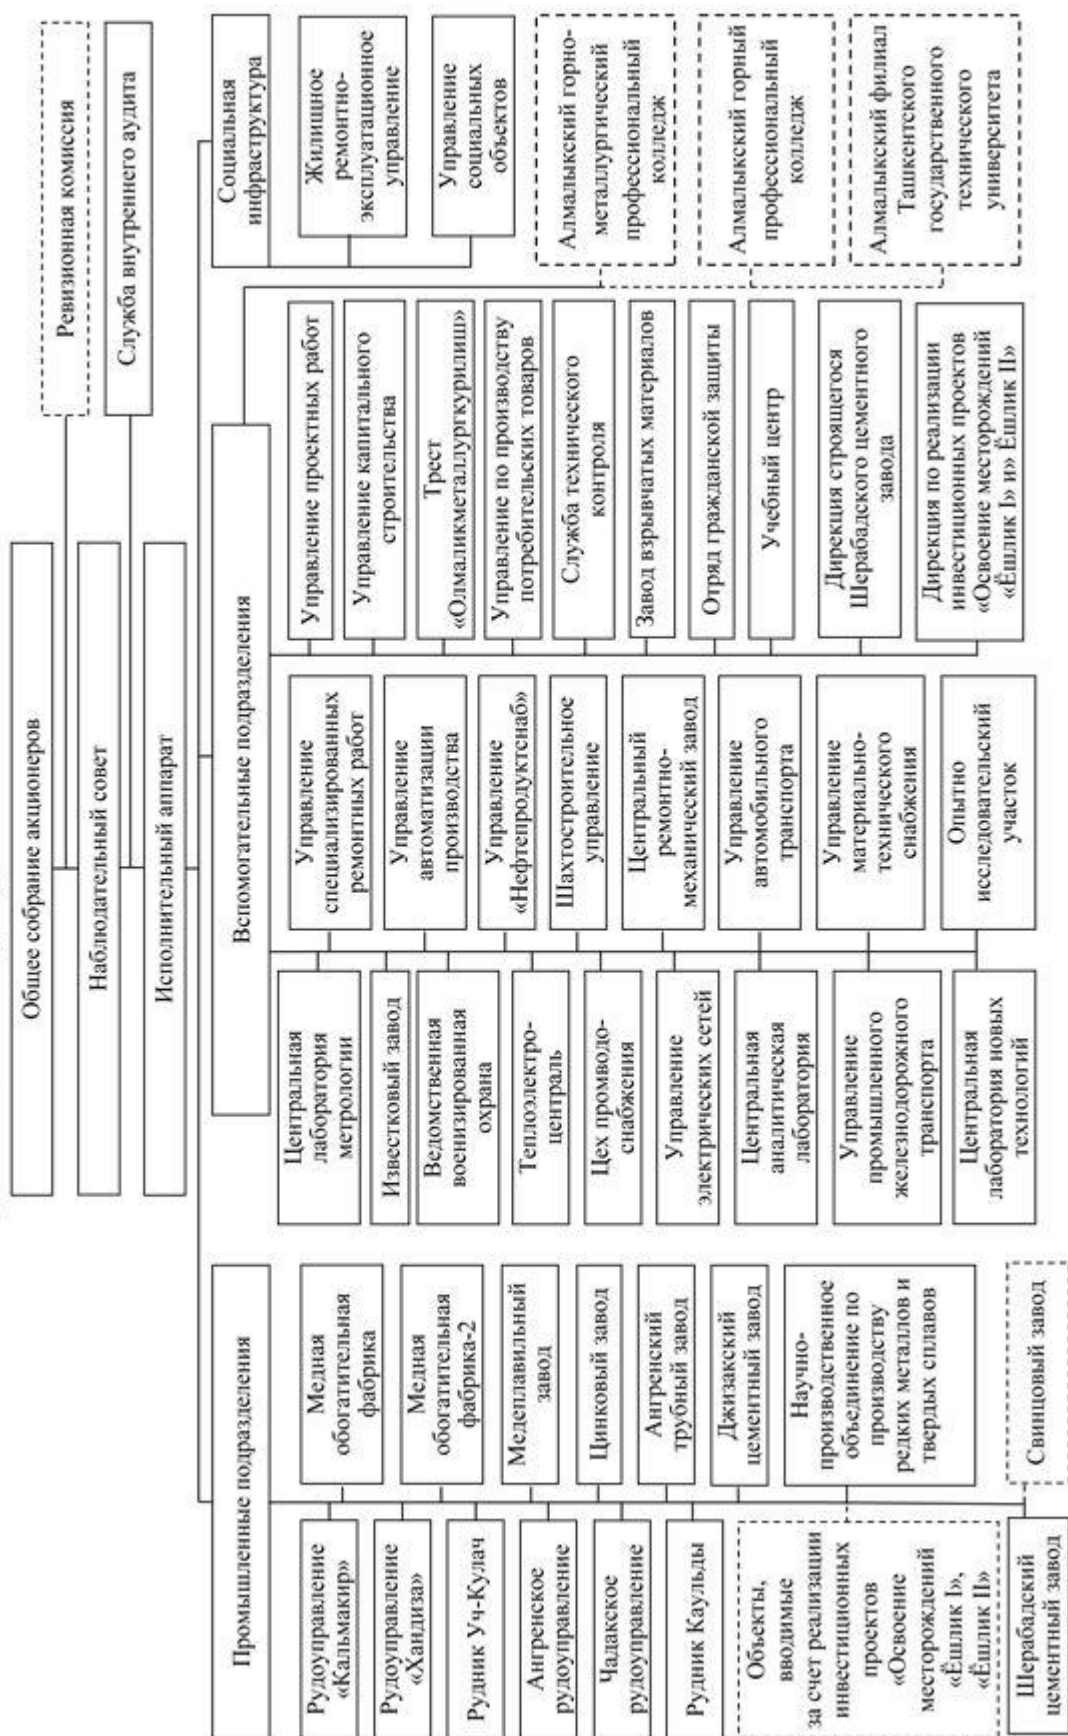 Общее собрание акционеров
Наблюдательный совет
Исполнительный аппарат
Ревизионная комиссия
Служба внутреннего аудита
Промышленные подразделения
Рудоуправление
«Кальмакир»
Рудоуправление
«Хандиза»
Рудник Уч-Кулач
Ангренское
рудоуправление
Чадакское
рудоуправление
Рудник Каульды
Объекты,
вводимые
за счет реализации
инвестиционных
проектов
«Освоение
месторождений
«Ёшлик I»,
«Ёшлик II»
Шерабадский
цементный завод
Медная
обогатительная
фабрика
Медная
обогатительная
фабрика-2
Медеплавильный
завод
Цинковый завод
Ангренский
трубный завод
Джизакский
цементный завод
Научно-
производственное
объединение по
производству
редких металлов и
твердых сплавов
Свинцовый завод
Вспомогательные подразделения
Центральная
лаборатория
метрологии
Известковый завод
Ведомственная
военизированная
охрана
Теплоэлектро-
централь
Цех промводо-
снабжения
Управление
электрических сетей
Центральная
аналитическая
лаборатория
Управление
промышленного
железнодорожного
транспорта
Центральная
лаборатория новых
технологий
Управление
специализированных
ремонтных работ
Управление
автоматизации
производства
Управление
«Нефтепродуктснаб»
Шахтостроительное
управление
Центральный
ремонтно-
механический завод
Управление
автомобильного
транспорта
Управление
материально-
технического
снабжения
Опытно
исследовательский
участок
Управление проектных работ
Управление капитального
строительства
Трест
«Олмаликметаллургкурилиш»
Управление по производству
потребительских товаров
Служба технического
контроля
Завод взрывчатых материалов
Отряд гражданской защиты
Учебный центр
Дирекция строящегося
Шерабадского цементного
завода
Дирекция по реализации
инвестиционных проектов
«Освоение месторождений
«Ёшлик I» и» Ёшлик II»
Социальная
инфраструктура
Жилищное
ремонтно-
эксплуатационное
управление
Управление
социальных
объектов
Алмалыкский горно-
металлургический
профессиональный
колледж
Алмалыкский горный
профессиональный
колледж
Алмалыкский филиал
Ташкентского
государственного
технического
университета